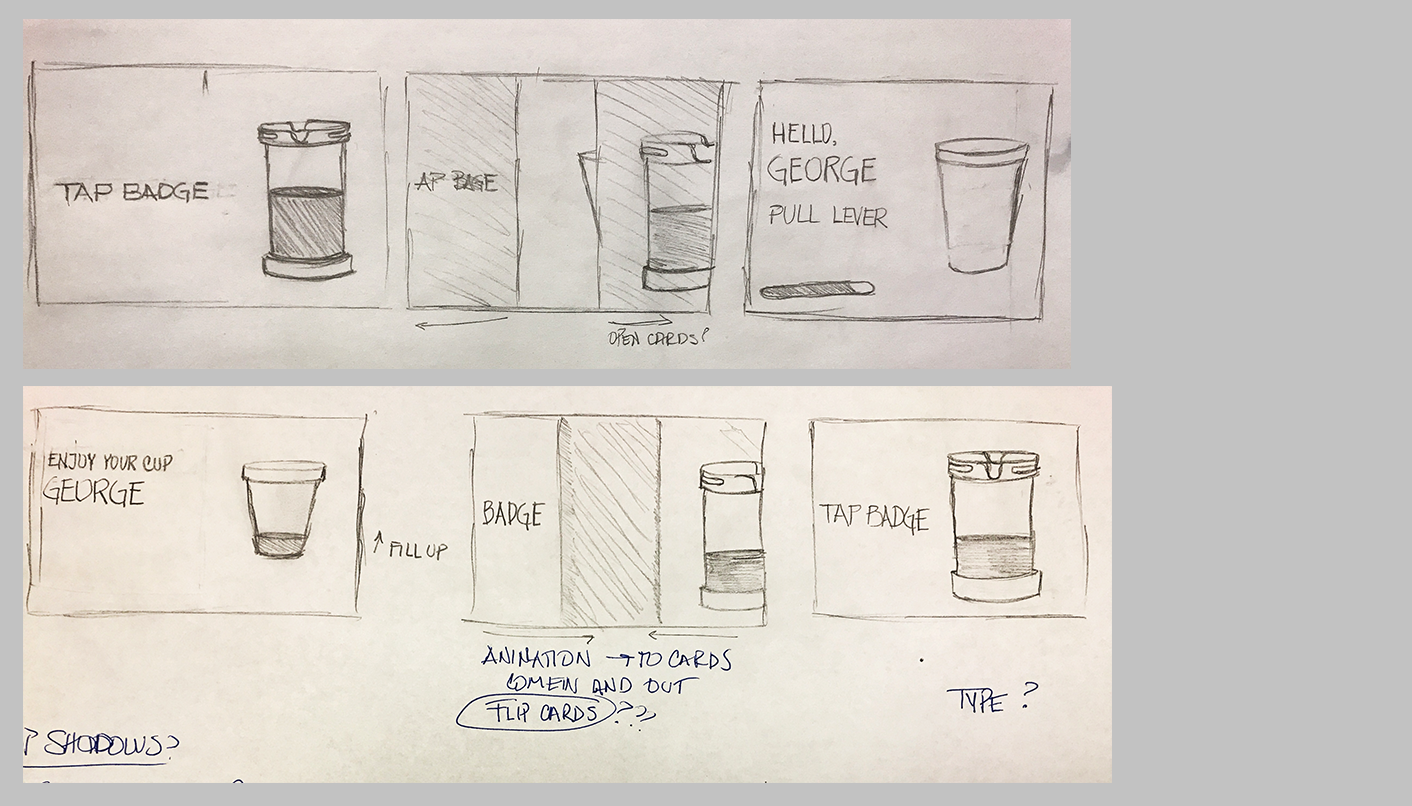 TAP BADGE
AP BAGE
OPEN CARDS?
HELLO,
GEORGE
PULL LEVER
ENJOY YOUR CUP
GEORGE
FILL UP
BADGE
ANIMATION → TO CARDS
COME IN AND OUT
FLIP CARDS ???
TAP BADGE
TYPE ?
? SHADOWS?